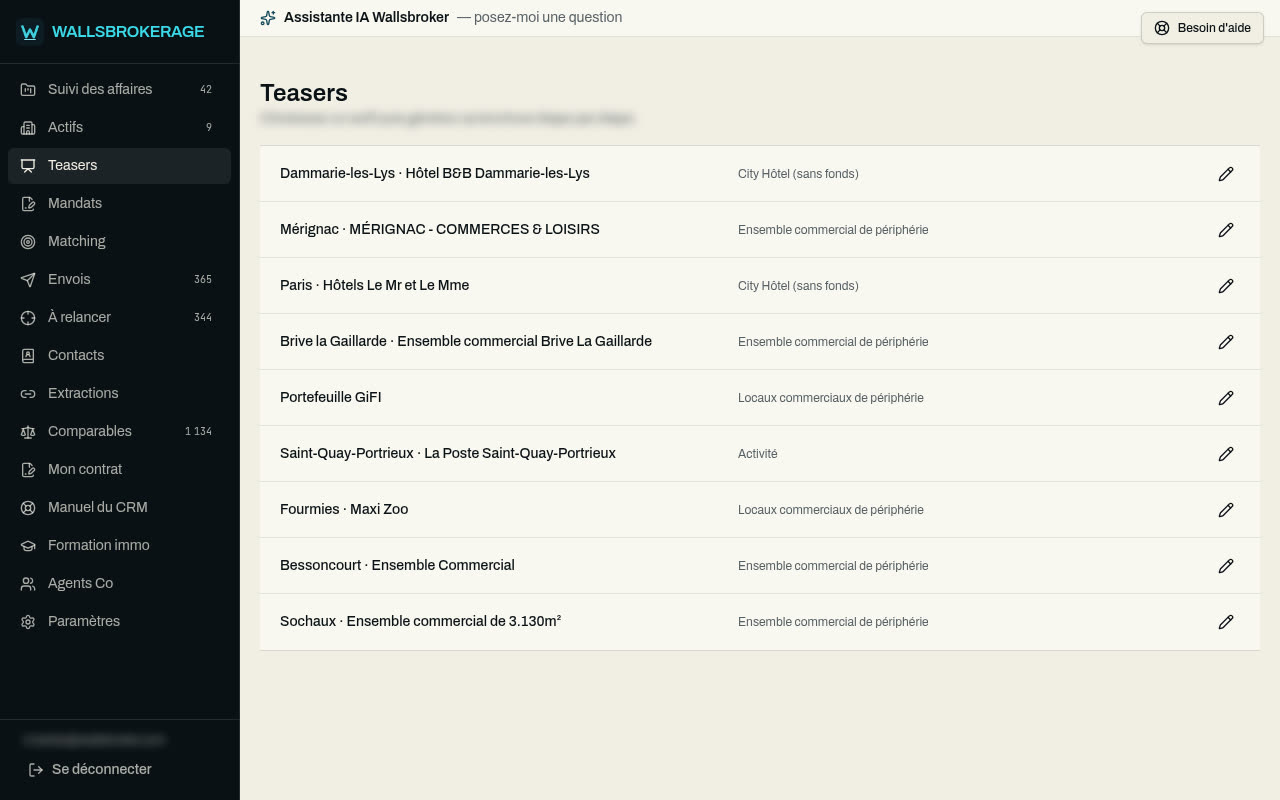 WALLSBROKERAGE
Suivi des affaires 42
Actifs 9
Teasers
Mandats
Matching
Envois 365
À relancer 344
Contacts
Extractions
Comparables 1 134
Mon contrat
Manuel du CRM
Formation immo
Agents Co
Paramètres
Se déconnecter
Assistante IA Wallsbroker — posez-moi une question
Besoin d'aide
Teasers
Dammarie-les-Lys · Hôtel B&B Dammarie-les-Lys City Hôtel (sans fonds)
Mérignac · MÉRIGNAC - COMMERCES & LOISIRS Ensemble commercial de périphérie
Paris · Hôtels Le Mr et Le Mme City Hôtel (sans fonds)
Brive la Gaillarde · Ensemble commercial Brive La Gaillarde Ensemble commercial de périphérie
Portefeuille GiFI Locaux commerciaux de périphérie
Saint-Quay-Portrieux · La Poste Saint-Quay-Portrieux Activité
Fourmies · Maxi Zoo Locaux commerciaux de périphérie
Bessoncourt · Ensemble Commercial Ensemble commercial de périphérie
Sochaux · Ensemble commercial de 3.130m² Ensemble commercial de périphérie